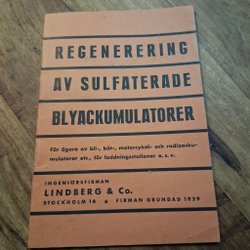 REGENERERING
AV SULFATERADE
BLYACKUMULATORER
för ägare av bil-, båt-, motorcykel- och radioacku-
mulatorer etc., för laddningsstationer o. s. v.
INGENIÖRSFIRMAN
LINDBERG & Co.
STOCKHOLM 16 ★ FIRMAN GRUNDAD 1929